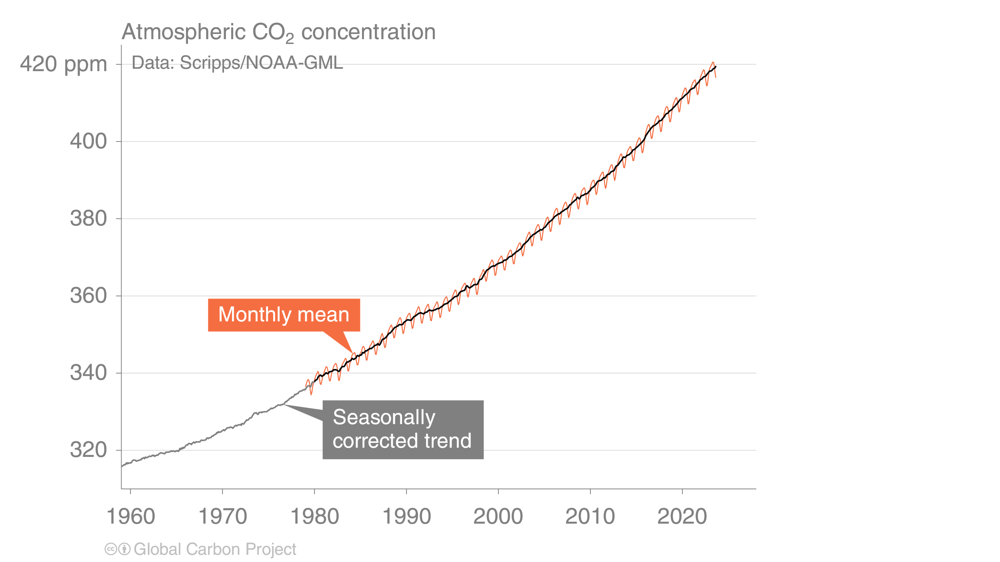 Atmospheric CO₂ concentration
Data: Scripps/NOAA-GML
420 ppm
400
380
360
340
320
Monthly mean
Seasonally
corrected trend
1960 1970 1980 1990 2000 2010 2020
cc Global Carbon Project